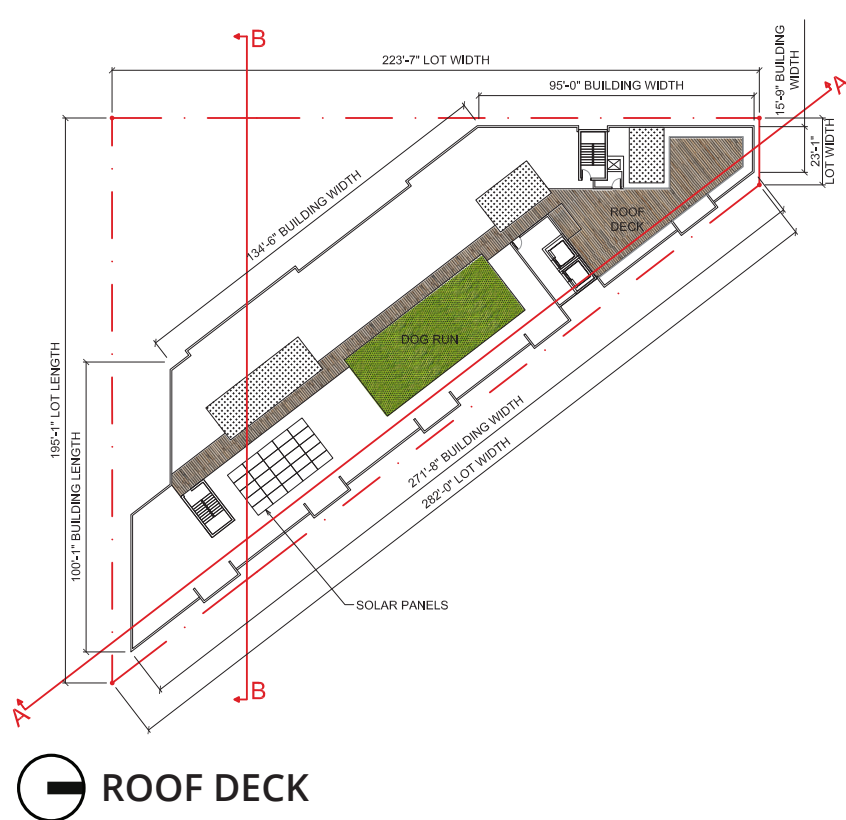 B
223'-7" LOT WIDTH
95'-0" BUILDING WIDTH
15'-9" BUILDING
WIDTH
A
23'-1"
LOT WIDTH
134'-6" BUILDING WIDTH
ROOF
DECK
DOG RUN
195'-1" LOT LENGTH
100'-1" BUILDING LENGTH
271'-8" BUILDING WIDTH
282'-0" LOT WIDTH
SOLAR PANELS
B
A
ROOF DECK